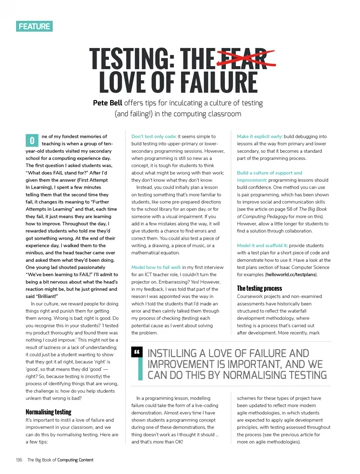 FEATURE
TESTING: THE FEAR
LOVE OF FAILURE
Pete Bell offers tips for inculcating a culture of testing
(and failing!) in the computing classroom
One of my fondest memories of
teaching is when a group of ten-
year-old students visited my secondary
school for a computing experience day.
The first question I asked students was,
"What does FAIL stand for?" After I'd
given them the answer (First Attempt
In Learning), I spent a few minutes
telling them that the second time they
fail, it changes its meaning to "Further
Attempts in Learning" and that, each time
they fail, it just means they are learning
how to improve. Throughout the day, I
rewarded students who told me they'd
got something wrong. At the end of their
experience day, I walked them to the
minibus, and the head teacher came over
and asked them what they'd been doing.
One young lad shouted passionately
"We've been learning to FAIL!" I'll admit to
being a bit nervous about what the head's
reaction might be, but he just grinned and
said "Brilliant!"
In our culture, we reward people for doing
things right and punish them for getting
them wrong. Wrong is bad; right is good. Do
you recognise this in your students? 'I tested
my product thoroughly and found there was
nothing I could improve.' This might not be a
result of laziness or a lack of understanding;
it could just be a student wanting to show
that they got it all right, because 'right' is
'good', so that means they did 'good' —
right? So, because testing is (mostly) the
process of identifying things that are wrong,
the challenge is, how do you help students
unlearn that wrong is bad?
Normalising testing
It's important to instil a love of failure and
improvement in your classroom, and we
can do this by normalising testing. Here are
a few tips:
Don't test only code: it seems simple to
build testing into upper-primary or lower-
secondary programming sessions. However,
when programming is still so new as a
concept, it is tough for students to think
about what might be wrong with their work:
they don't know what they don't know.
Instead, you could initially plan a lesson
on testing something that's more familiar to
students, like some pre-prepared directions
to the school library for an open day, or for
someone with a visual impairment. If you
add in a few mistakes along the way, it will
give students a chance to find errors and
correct them. You could also test a piece of
writing, a drawing, a piece of music, or a
mathematical equation.
Model how to fail well: in my first interview
for an ICT teacher role, I couldn't turn the
projector on. Embarrassing? Yes! However,
in my feedback, I was told that part of the
reason I was appointed was the way in
which I told the students that I'd made an
error and then calmly talked them through
my process of checking (testing) each
potential cause as I went about solving
the problem.
In a programming lesson, modelling
failure could take the form of a live-coding
demonstration. Almost every time I have
shown students a programming concept
during one of these demonstrations, the
thing doesn't work as I thought it should …
and that's more than OK!
Make it explicit early: build debugging into
lessons all the way from primary and lower
secondary, so that it becomes a standard
part of the programming process.
Build a culture of support and
improvement: programming lessons should
build confidence. One method you can use
is pair programming, which has been shown
to improve social and communication skills
(see the article on page 58 of The Big Book
of Computing Pedagogy for more on this).
However, allow a little longer for students to
find a solution through collaboration.
Model it and scaffold it: provide students
with a test plan for a short piece of code and
demonstrate how to use it. Have a look at the
test plans section of Isaac Computer Science
for examples (helloworld.cc/testplans).
The testing process
Coursework projects and non-examined
assessments have historically been
structured to reflect the waterfall
development methodology, where
testing is a process that's carried out
after development. More recently, mark
schemes for these types of project have
been updated to reflect more modern
agile methodologies, in which students
are expected to apply agile development
principles, with testing assessed throughout
the process (see the previous article for
more on agile methodologies).
“ INSTILLING A LOVE OF FAILURE AND
IMPROVEMENT IS IMPORTANT, AND WE
CAN DO THIS BY NORMALISING TESTING
The Big Book of Computing Content